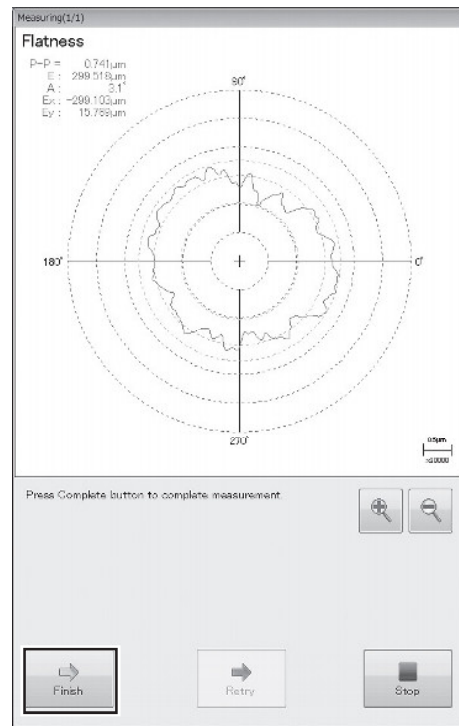 Measuring(1/1)
Flatness
P-P = 0.741μm
E : 299.518μm
A : 3.1°
Ex : -299.103μm
Ey : 15.789μm
90°
180°
0°
270°
0.5μm
x20000
Press Complete button to complete measurement.
Finish
Retry
Stop